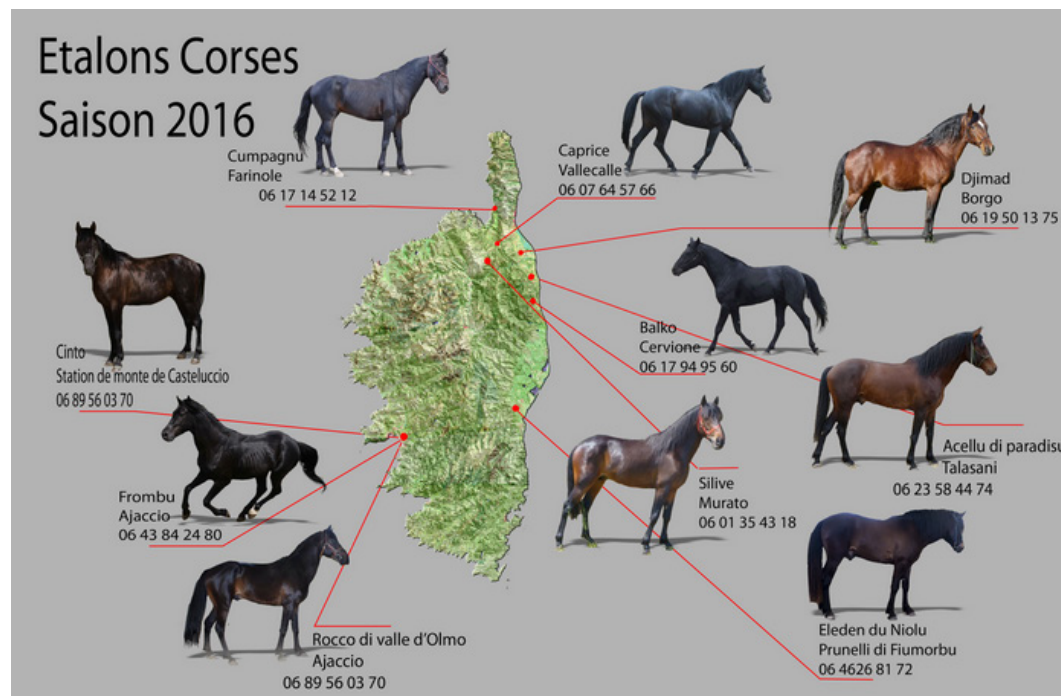 Etalons Corses
Saison 2016
Cumpagnu
Farinole
06 17 14 52 12
Caprice
Vallecalle
06 07 64 57 66
Djimad
Borgo
06 19 50 13 75
Cinto
Station de monte de Casteluccio
06 89 56 03 70
Balko
Cervione
06 17 94 95 60
Acellu di paradisu
Talasani
06 23 58 44 74
Frombu
Ajaccio
06 43 84 24 80
Silive
Murato
06 01 35 43 18
Rocco di valle d'Olmo
Ajaccio
06 89 56 03 70
Eleden du Niolu
Prunelli di Fiumorbu
06 4626 81 72